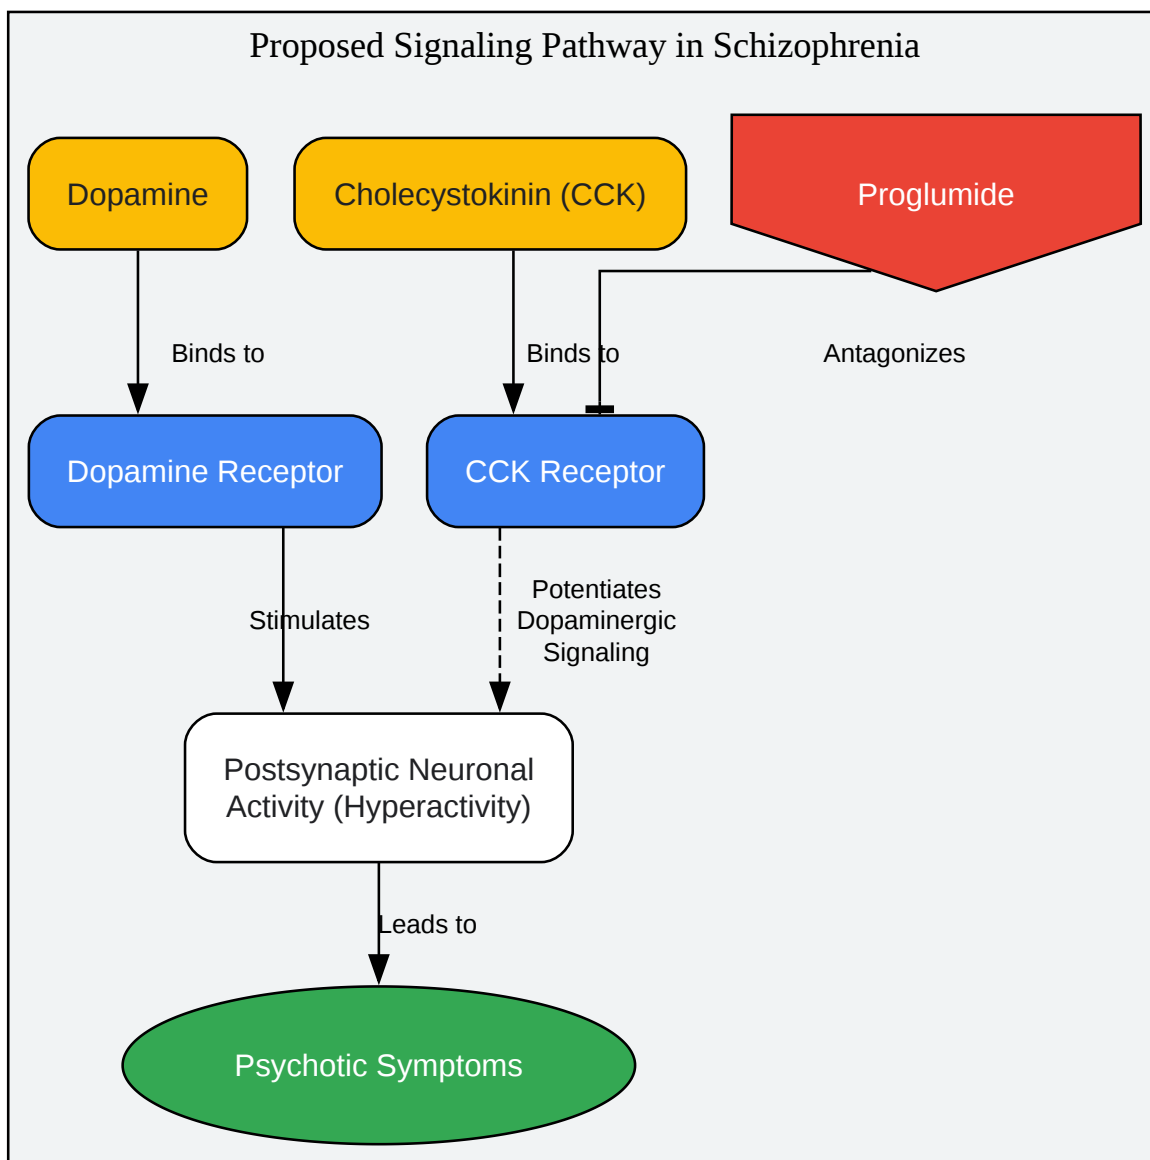 Proposed Signaling Pathway in Schizophrenia
Dopamine
Cholecystokinin (CCK)
Proglumide
Binds to
Binds to
Antagonizes
Dopamine Receptor
CCK Receptor
Stimulates
Potentiates
Dopaminergic
Signaling
Postsynaptic Neuronal
Activity (Hyperactivity)
Leads to
Psychotic Symptoms